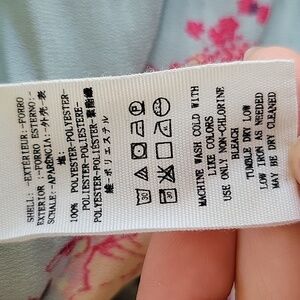 SHELL: -EXTÉRIEUR:-FORRO
EXTERIOR :-FORRO ESTERNO:-
SCHALE:-APARÊNCIA:-外壳-表
地:
100% POLYESTER-POLYESTER-
POLIESTER-POLIESTERE-
POLYESTER-POLIÉSTER-聚酯纖
維-ポリエステル
30
MACHINE WASH COLD WITH
LIKE COLORS
USE ONLY NON-CHLORINE
BLEACH
TUMBLE DRY LOW
LOW IRON AS NEEDED
MAY BE DRY CLEANED